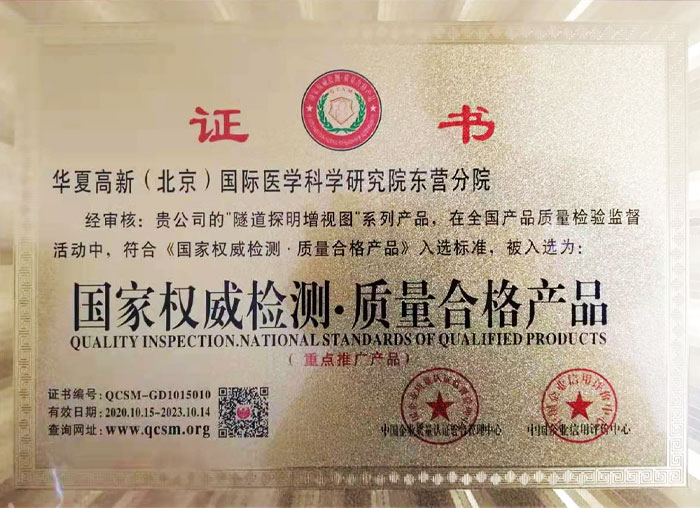 证 书
华夏高新（北京）国际医学科学研究院东营分院
经审核：贵公司的“隧道探明增视图”系列产品，在全国产品质量检验监督
活动中，符合《国家权威检测·质量合格产品》入选标准，被入选为：
国家权威检测·质量合格产品
QUALITY INSPECTION.NATIONAL STANDARDS OF QUALIFIED PRODUCTS
（重点推广产品）
证书编号：QCSM-GD1015010
有效日期：2020.10.15-2023.10.14
查询网址：www.qcsm.org
中国企业质量认证监督管理中心
中国企业信用评价中心